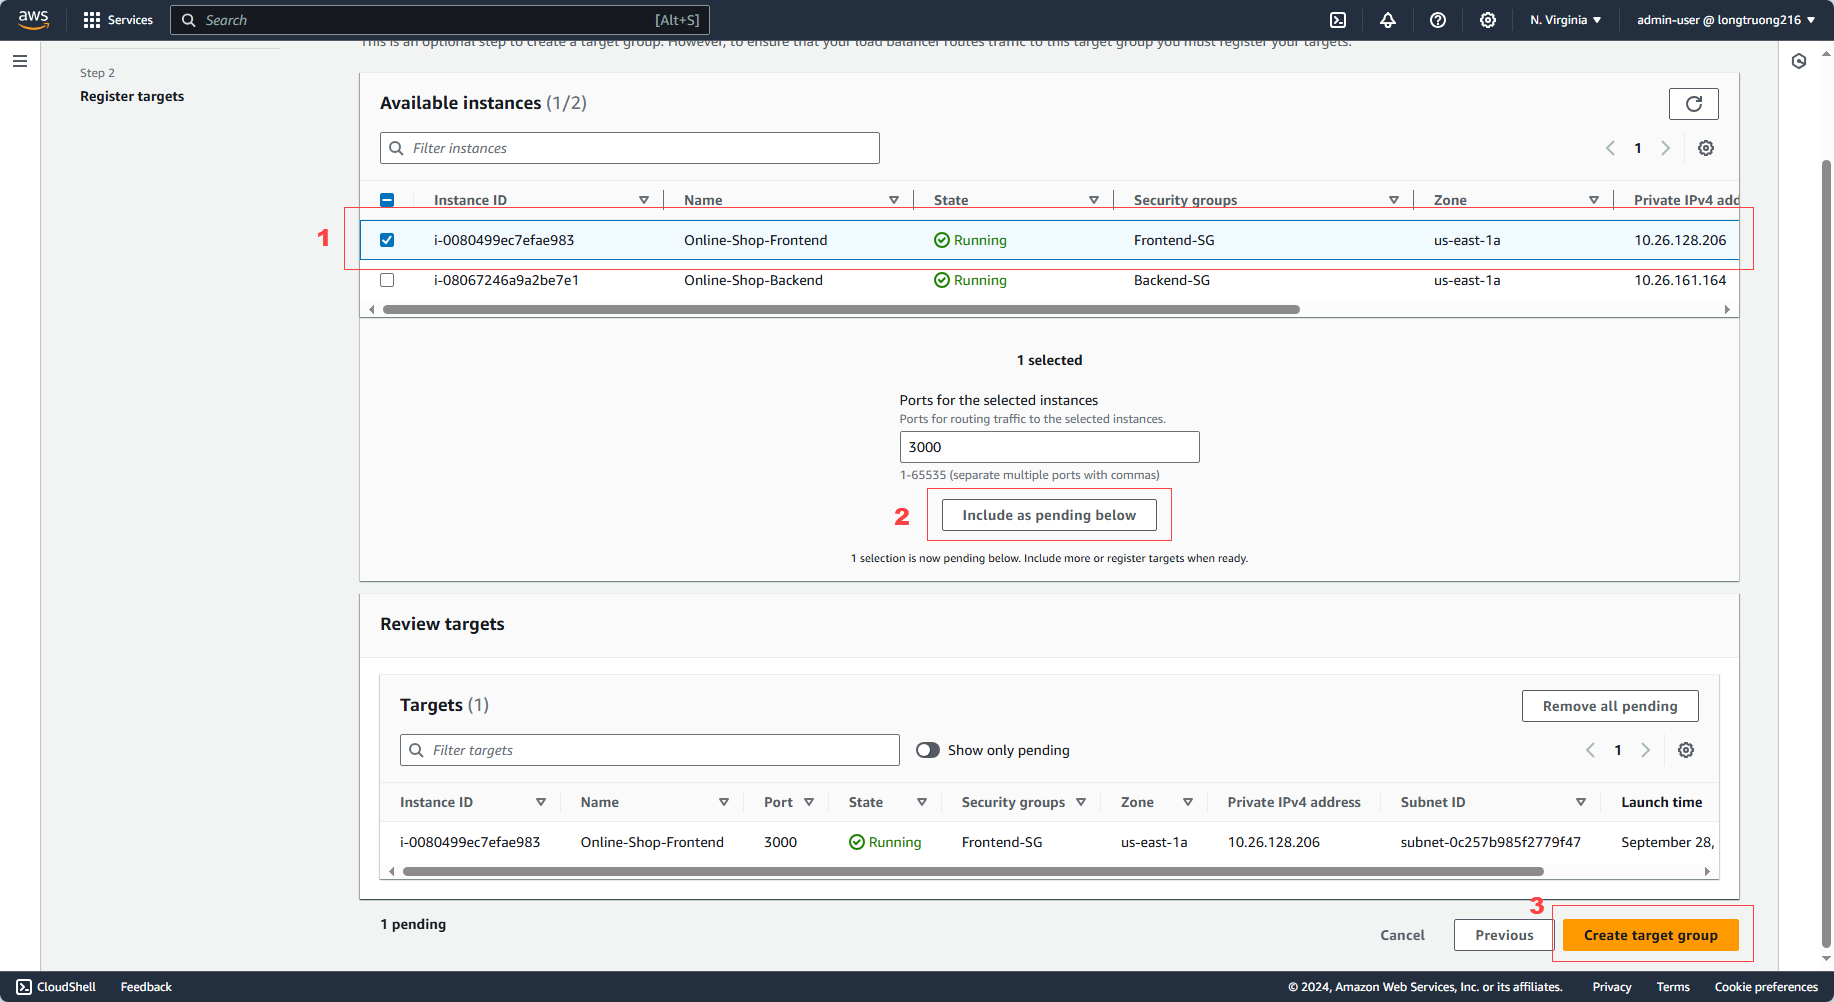 aws
Services
Search
[Alt+S]
N. Virginia
admin-user @ longtruong216
This is an optional step to create a target group. However, to ensure that your load balancer routes traffic to this target group you must register your targets.
Step 2
Register targets
Available instances (1/2)
Filter instances
1
Instance ID Name State Security groups Zone Private IPv4 add
1
i-0080499ec7efae983 Online-Shop-Frontend Running Frontend-SG us-east-1a 10.26.128.206
i-08067246a9a2be7e1 Online-Shop-Backend Running Backend-SG us-east-1a 10.26.161.164
1 selected
Ports for the selected instances
Ports for routing traffic to the selected instances.
3000
1-65535 (separate multiple ports with commas)
2
Include as pending below
1 selection is now pending below. Include more or register targets when ready.
Review targets
Targets (1)
Remove all pending
Filter targets
Show only pending
1
Instance ID Name Port State Security groups Zone Private IPv4 address Subnet ID Launch time
i-0080499ec7efae983 Online-Shop-Frontend 3000 Running Frontend-SG us-east-1a 10.26.128.206 subnet-0c257b985f2779f47 September 28,
1 pending
3
Cancel
Previous
Create target group
CloudShell
Feedback
© 2024, Amazon Web Services, Inc. or its affiliates.
Privacy
Terms
Cookie preferences